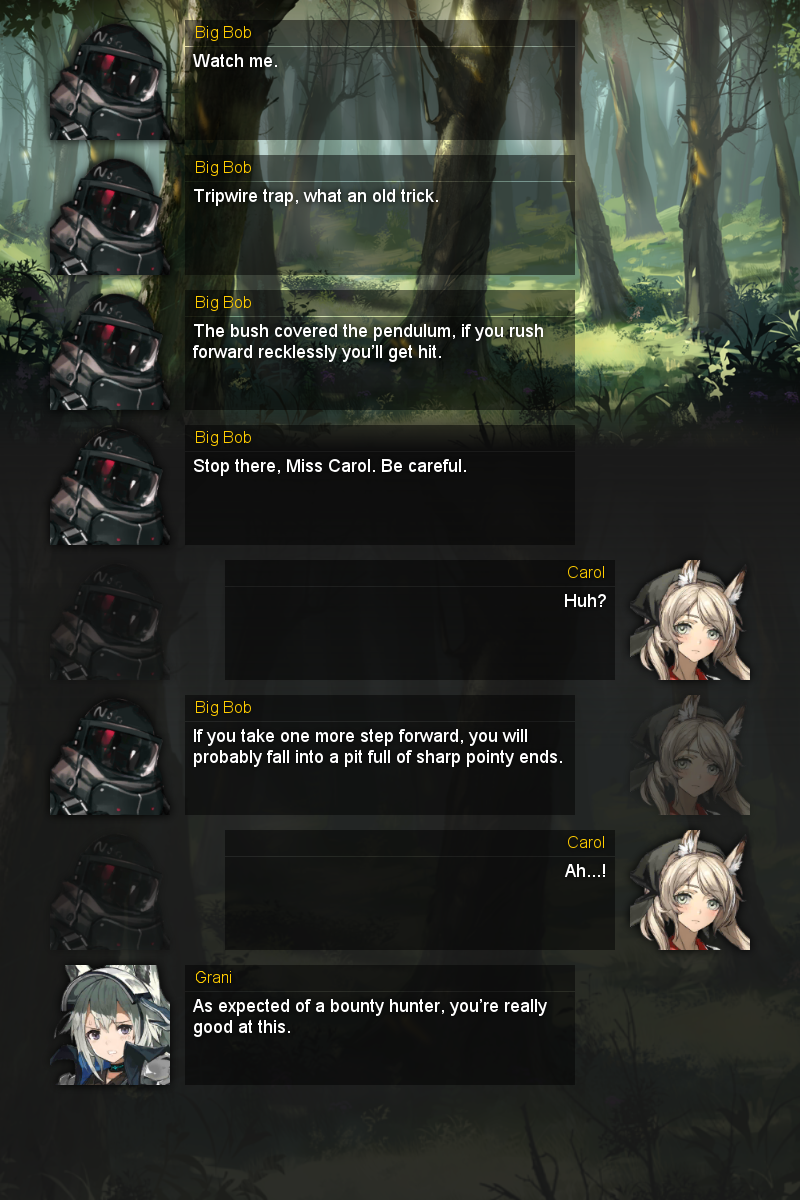 Big Bob
Watch me.
Big Bob
Tripwire trap, what an old trick.
Big Bob
The bush covered the pendulum, if you rush
forward recklessly you'll get hit.
Big Bob
Stop there, Miss Carol. Be careful.
Carol
Huh?
Big Bob
If you take one more step forward, you will
probably fall into a pit full of sharp pointy ends.
Carol
Ah...!
Grani
As expected of a bounty hunter, you're really
good at this.